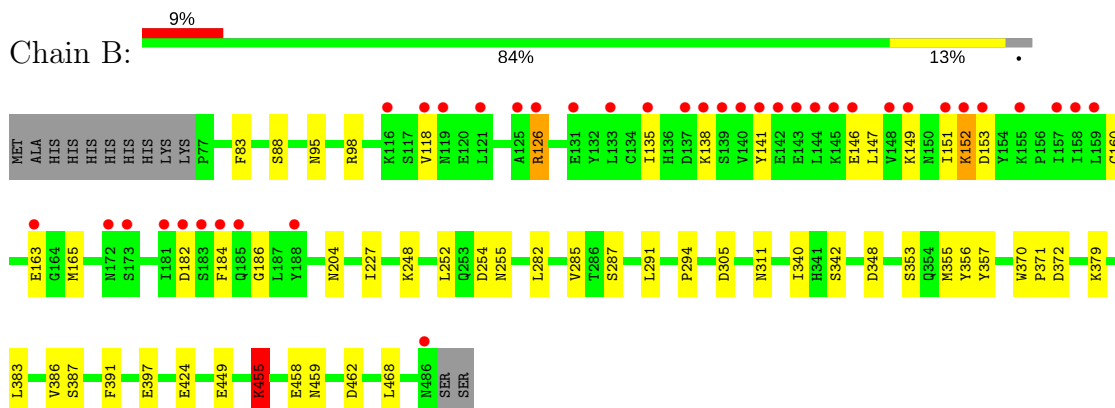 9%
Chain B:
84% 13% •
MET ALA HIS HIS HIS HIS HIS HIS LYS LYS P77 F83 S88 N95 R98 K116 S117 V118 N119 E120 L121 A125 R126 E131 Y132 L133 C134 I135 H136 D137 K138 S139 V140 Y141 E142 E143 L144 K145 E146 L147 V148 K149 N150 I151 K152 D153 Y154 K155 P156 I157 I158 L159 G160
E163 G164 M165 N172 S173 I181 D182 S183 F184 Q185 G186 L187 Y188 N204 I227 K248 L252 Q253 D254 N255 L282 V285 T286 S287 L291 P294 D305 N311 I340 H341 S342 D348 S353 Q354 M355 Y356 Y357 W370 P371 D372 K379
L383 V386 S387 F391 E397 E424 E449 K455 E458 N459 D462 L468 N486 SER SER